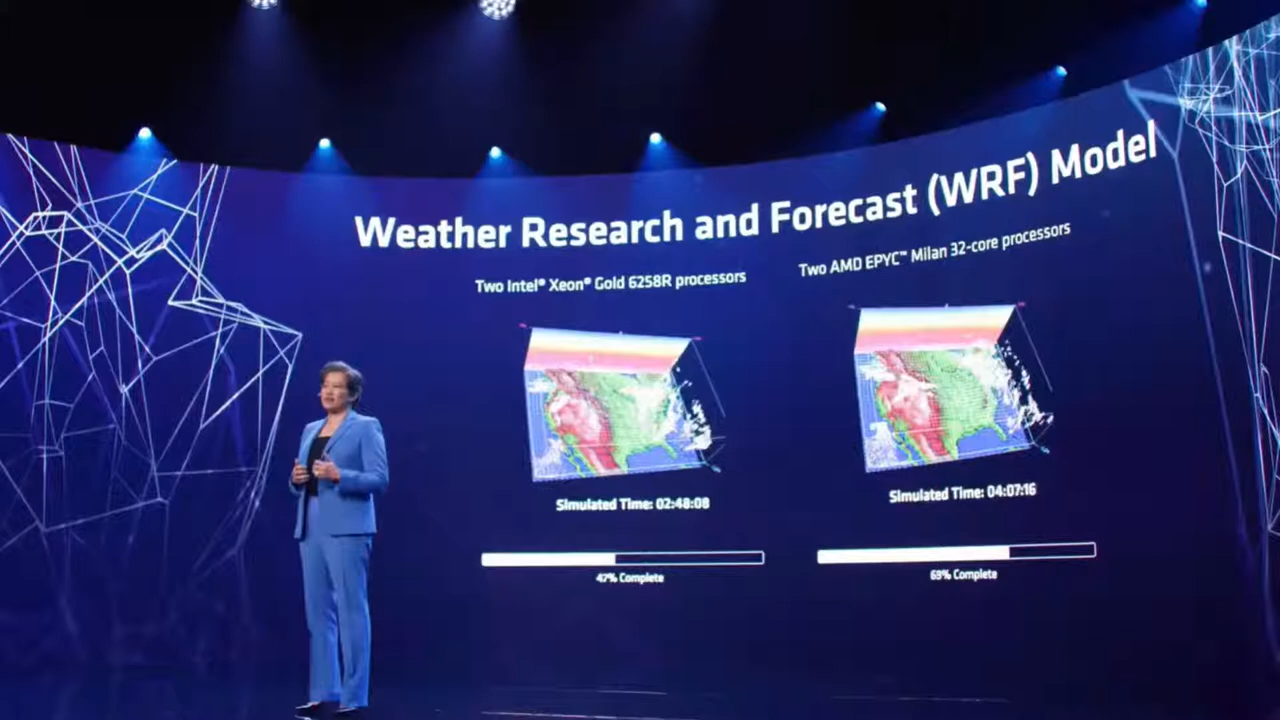 Weather Research and Forecast (WRF) Model
Two Intel® Xeon® Gold 6258R processors
Two AMD EPYC™ Milan 32-core processors
Simulated Time: 02:48:08
Simulated Time: 04:07:16
47% Complete
69% Complete